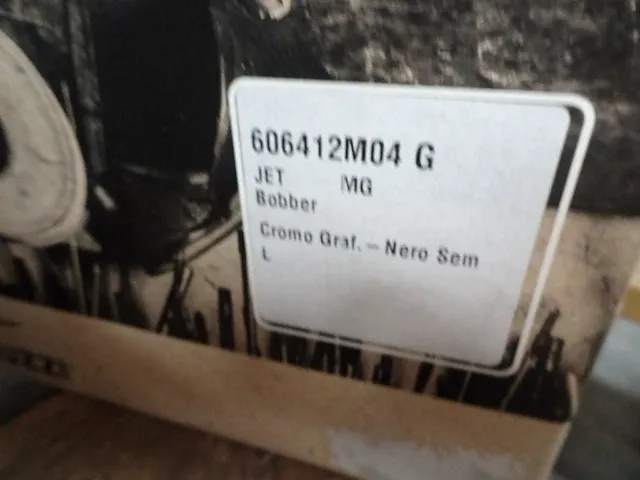 606412M04 G
JET MG
Bobber
Cromo Graf. – Nero Sem
L